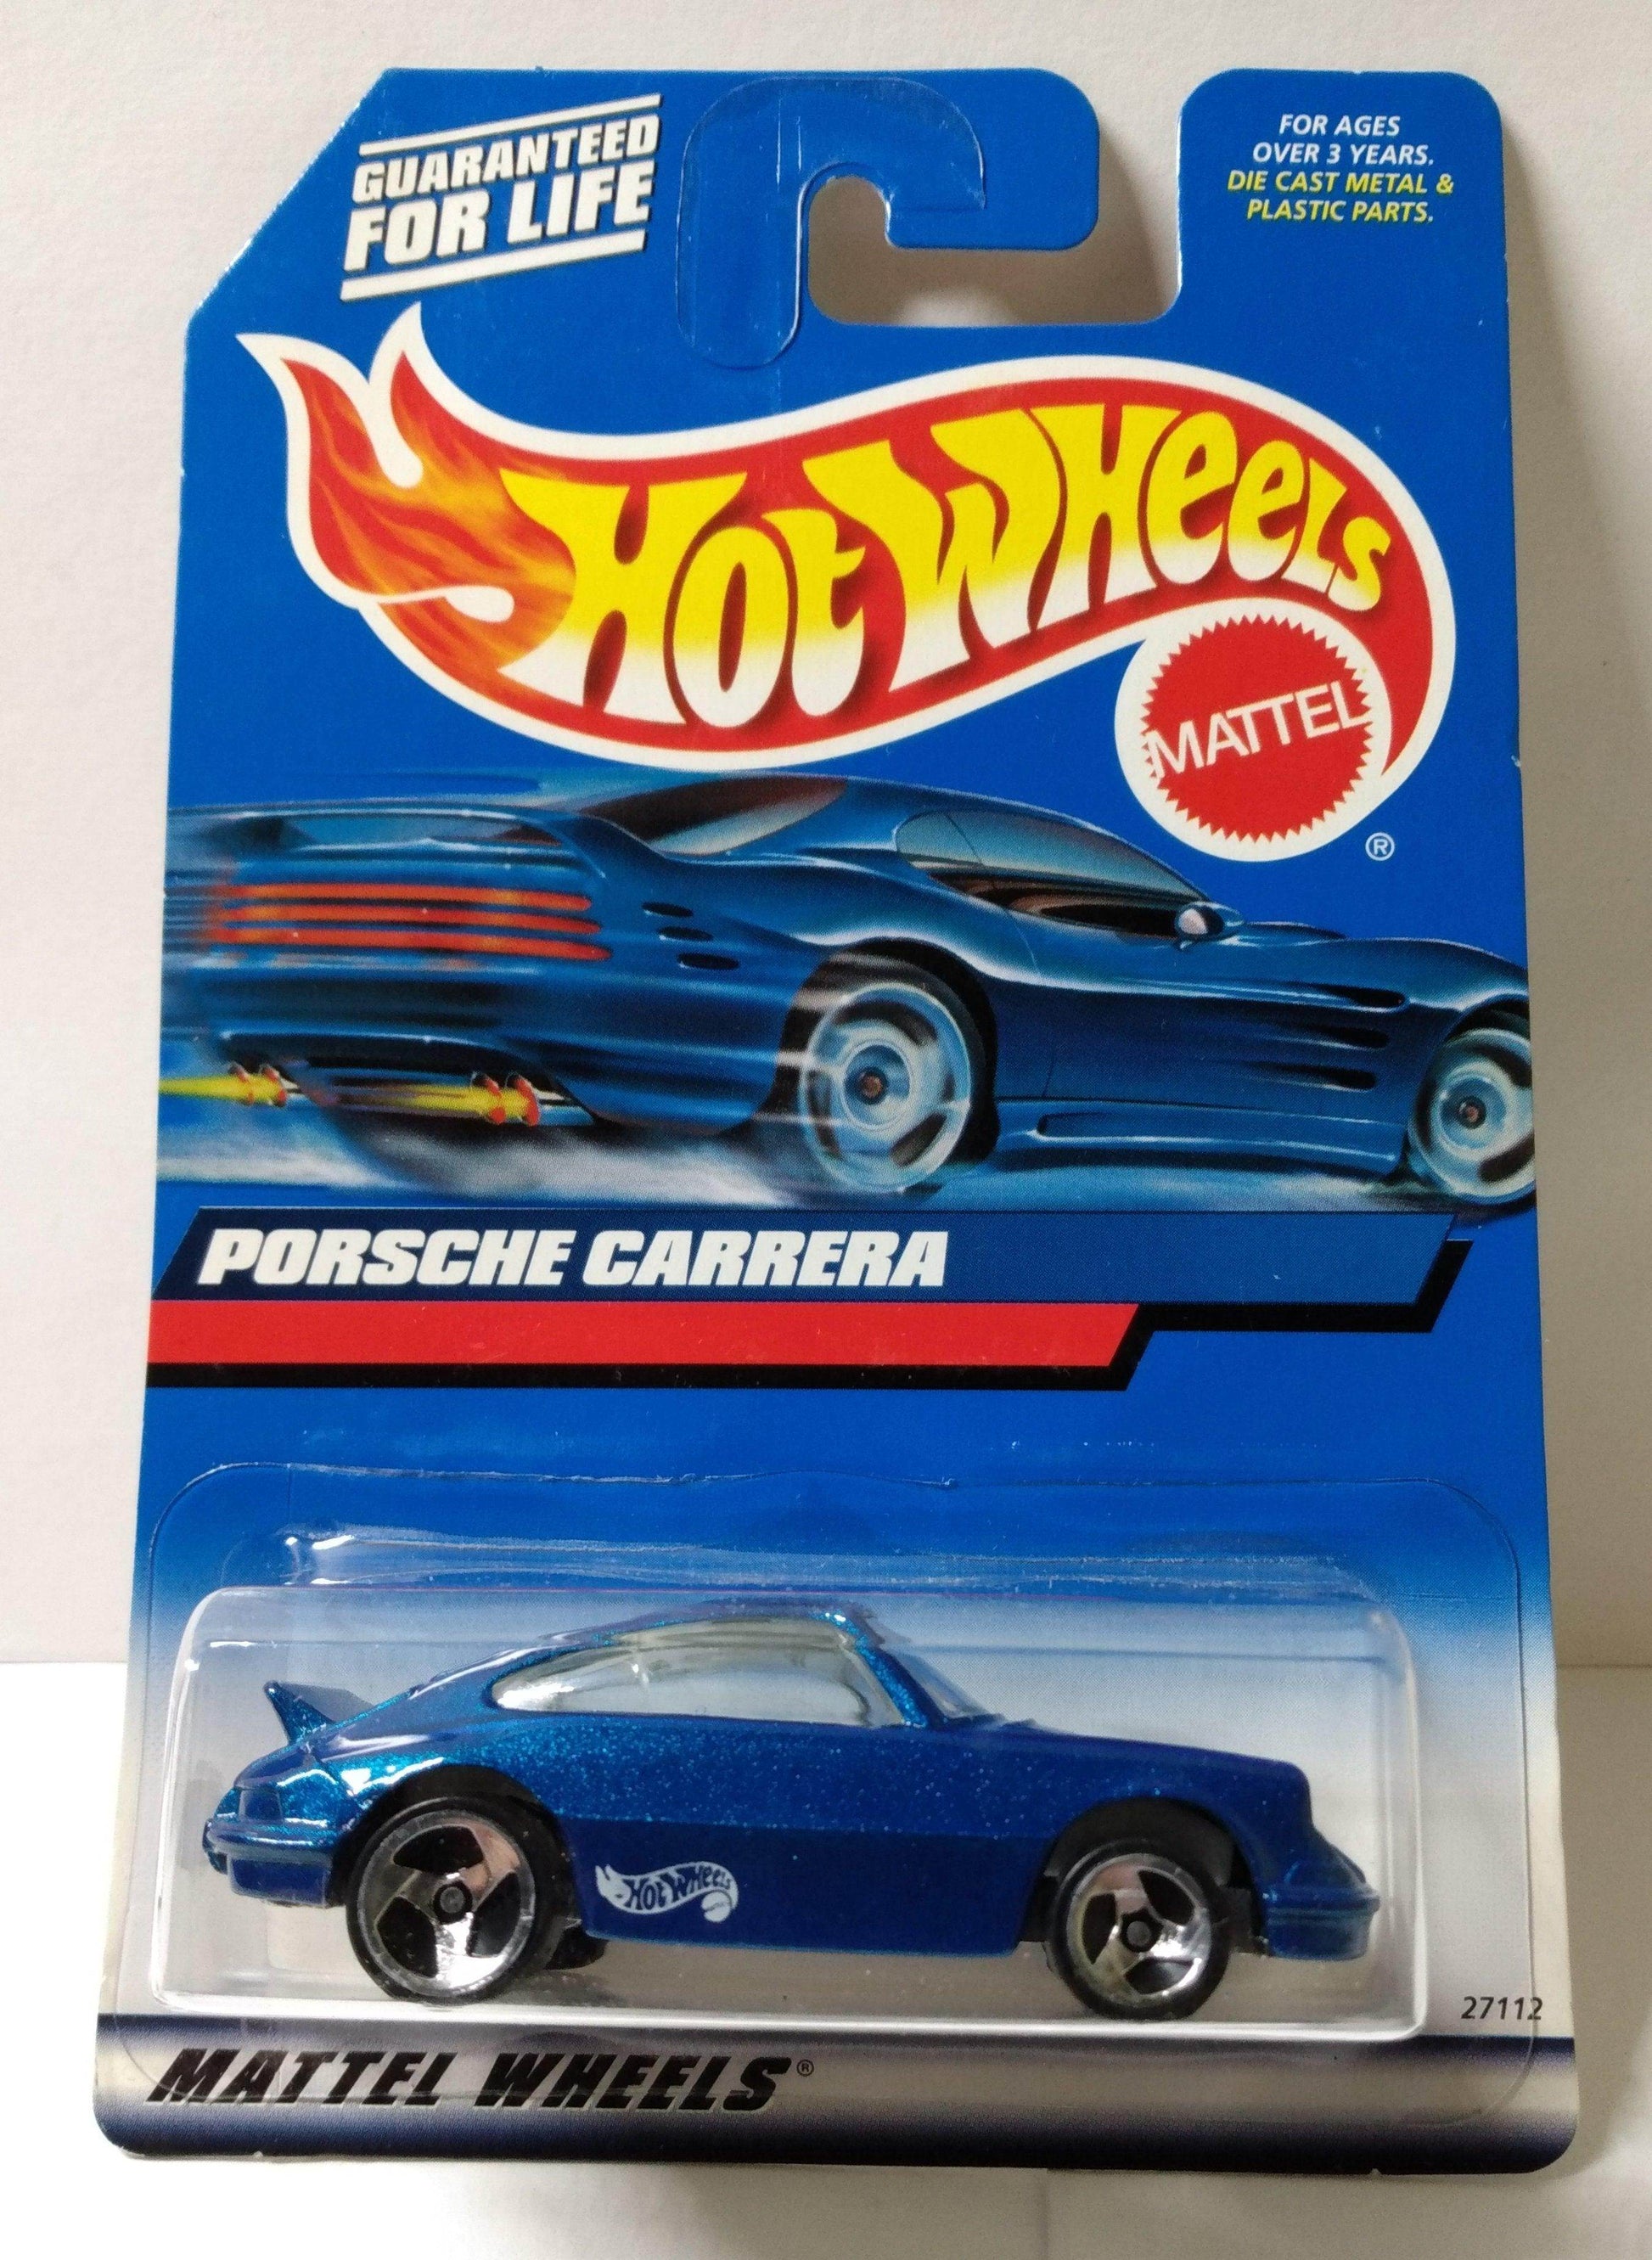 GUARANTEED
FOR LIFE
FOR AGES
OVER 3 YEARS.
DIE CAST METAL &
PLASTIC PARTS.
HOT WHEELS
MATTEL
®
PORSCHE CARRERA
HOT WHEELS
27112
MATTEL WHEELS®